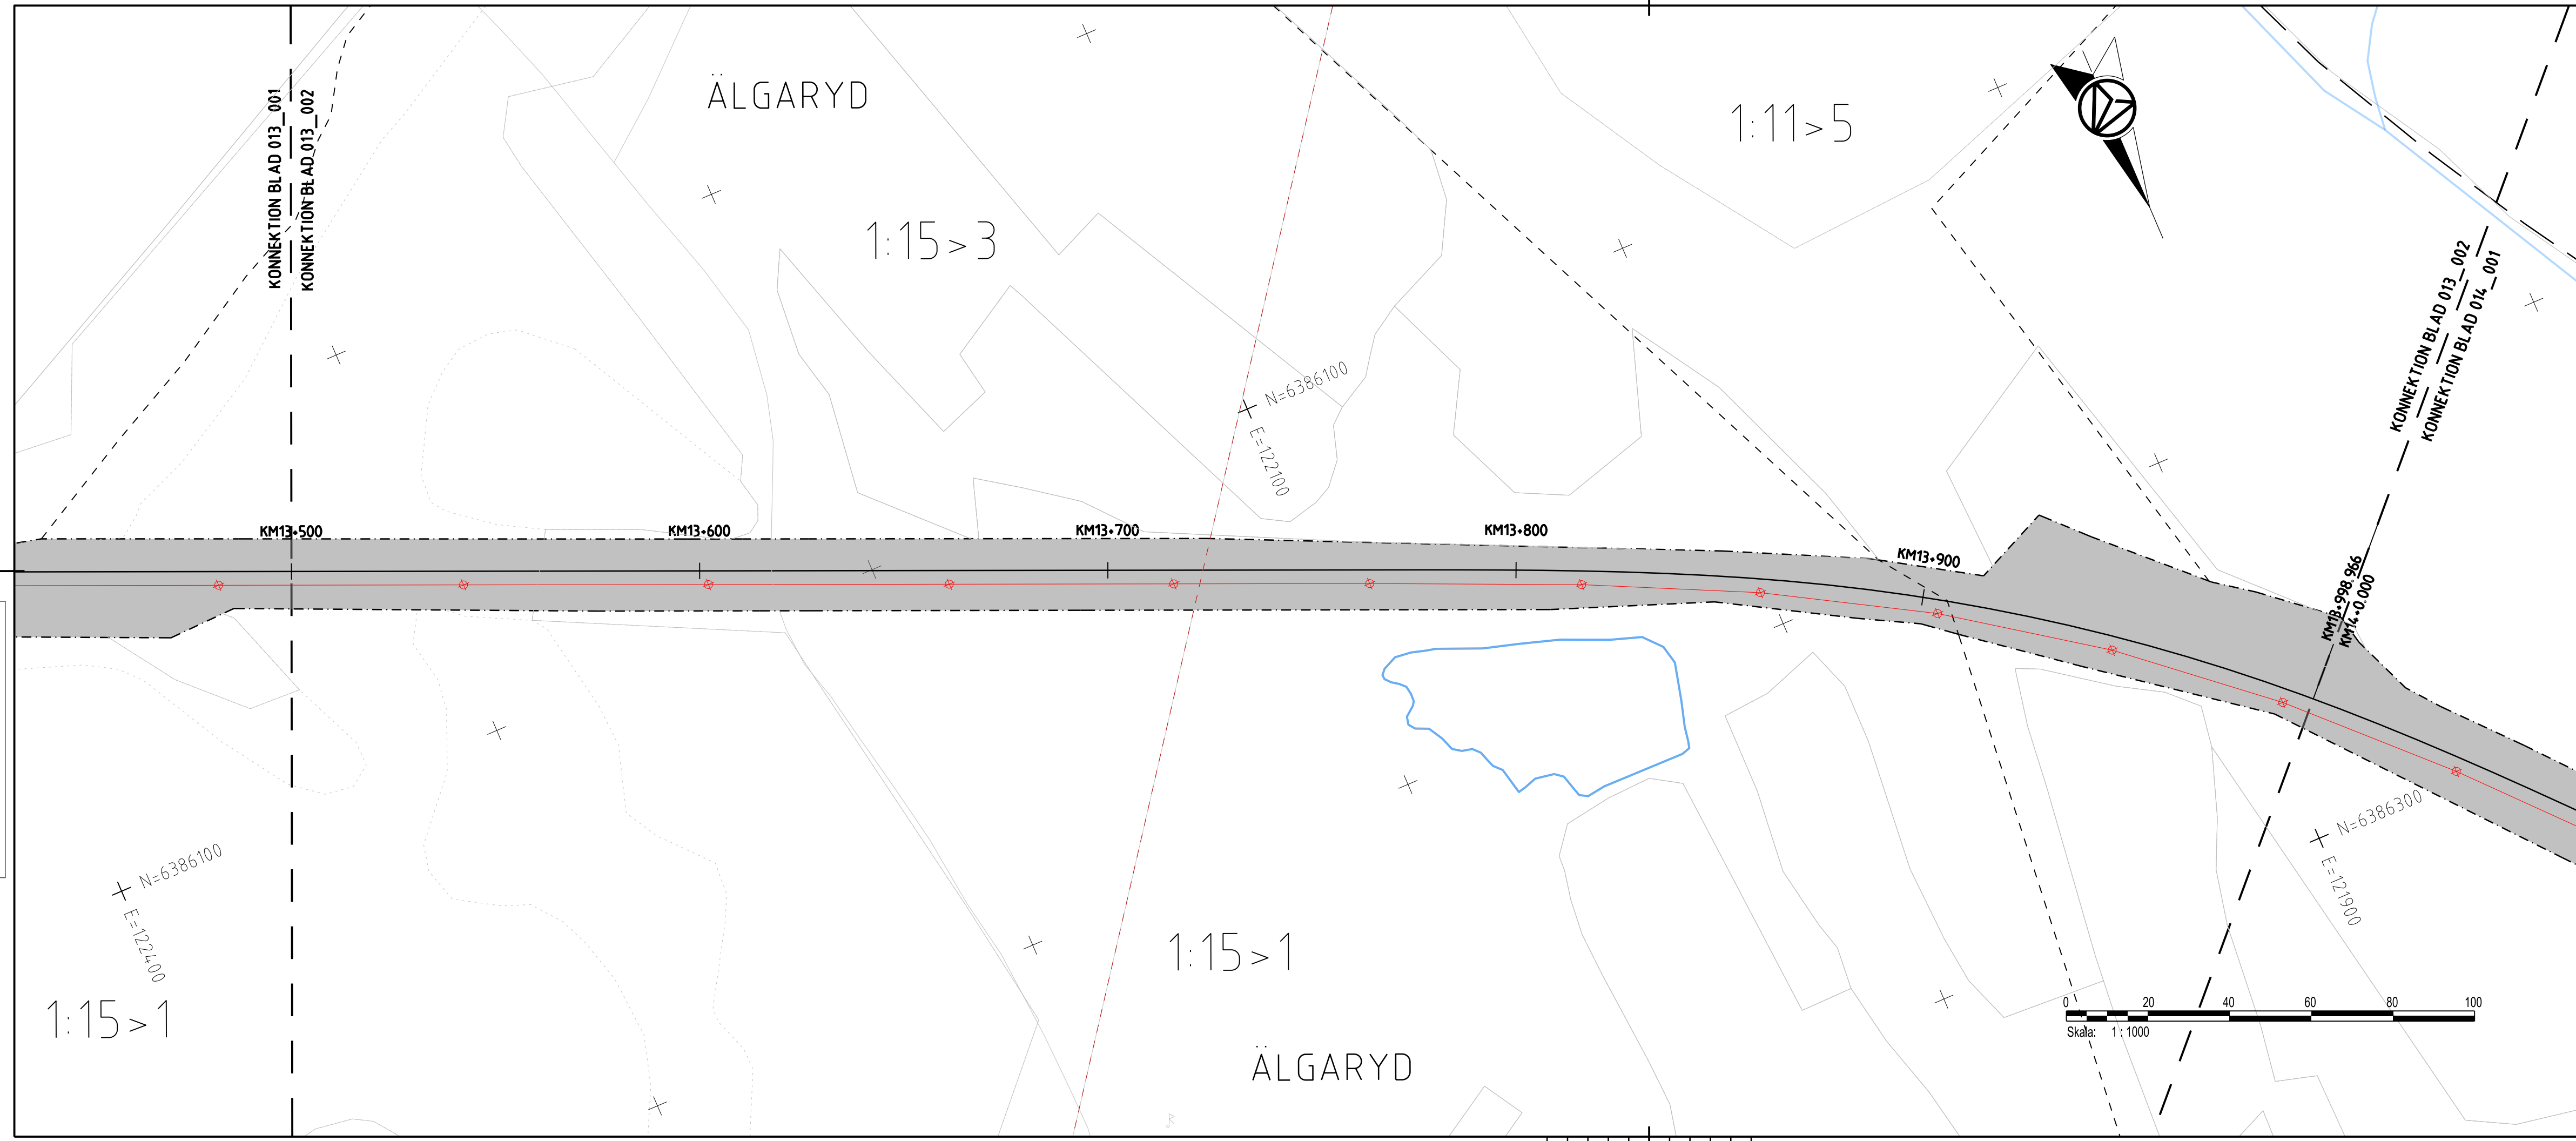 KONNEKTION BLAD 013_001
KONNEKTION BLAD 013_002
ÄLGARYD
1:15>3
1:11>5
KONNEKTION BLAD 013_002
KONNEKTION BLAD 014_001
N=6386100
E=122100
KM13+500
KM13+600
KM13+700
KM13+800
KM13+900
KM13+998.966
KM14+0.000
N=6386100
E=122400
N=6386300
E=121900
1:15>1
1:15>1
ÄLGARYD
0 20 40 60 80 100
Skala: 1 : 1000